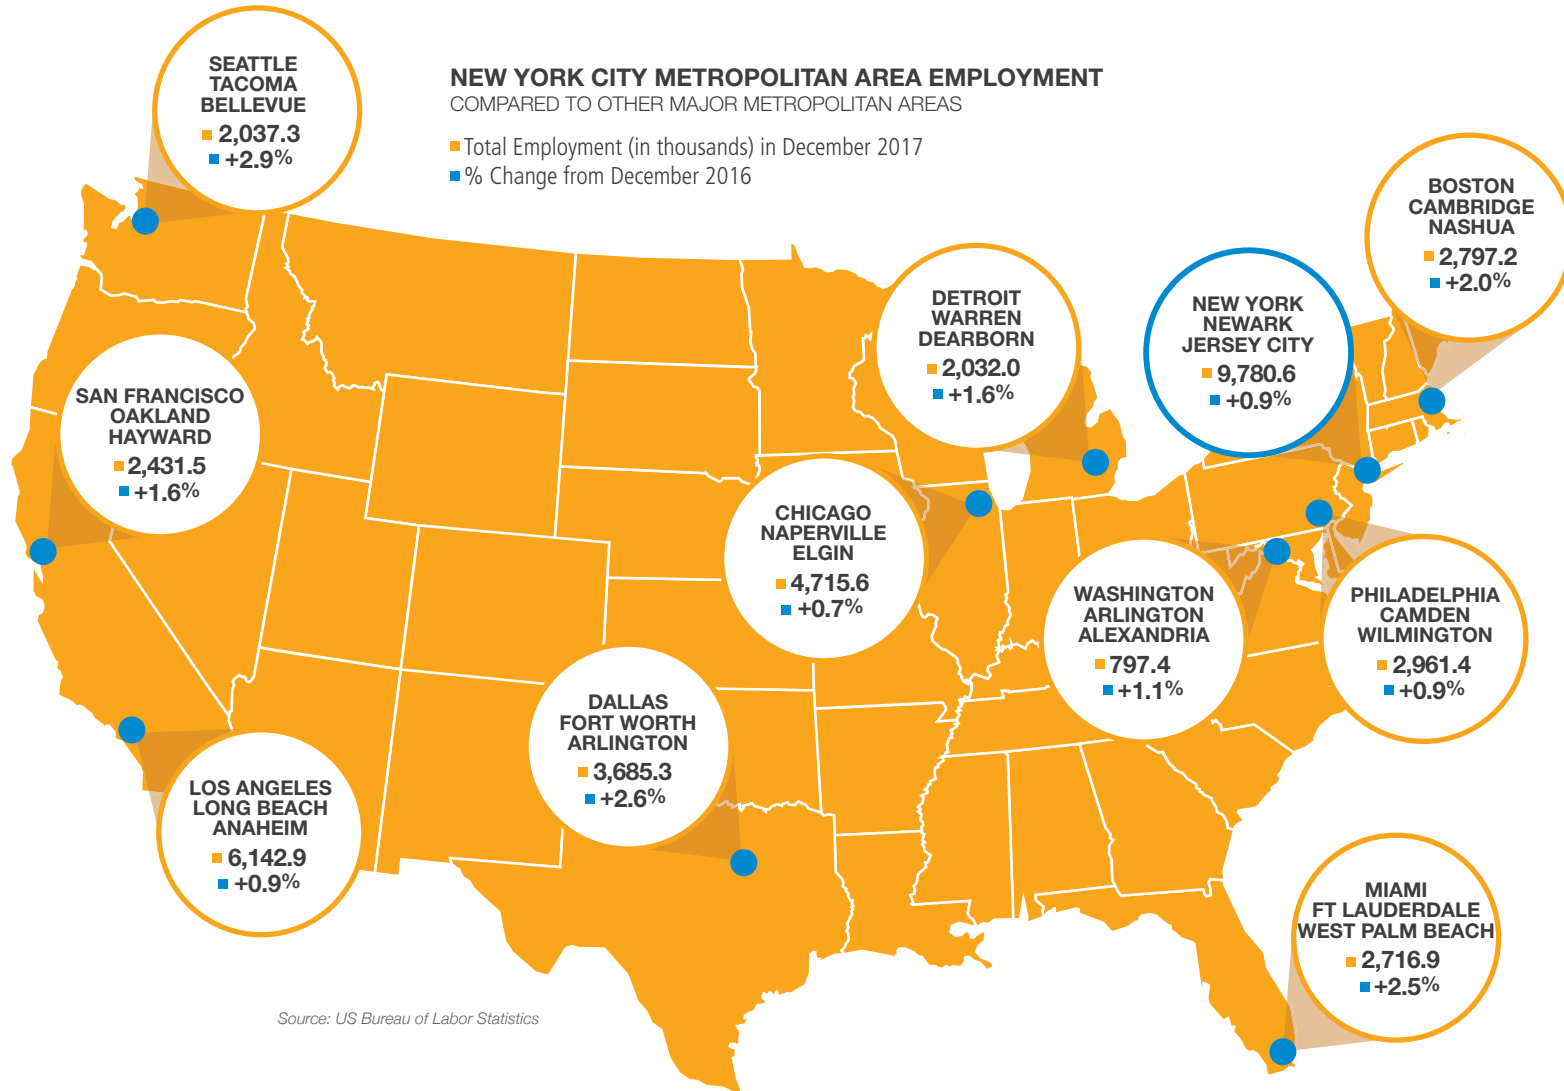 NEW YORK CITY METROPOLITAN AREA EMPLOYMENT
COMPARED TO OTHER MAJOR METROPOLITAN AREAS
Total Employment (in thousands) in December 2017
% Change from December 2016
SEATTLE
TACOMA
BELLEVUE
2,037.3
+2.9%
BOSTON
CAMBRIDGE
NASHUA
2,797.2
+2.0%
DETROIT
WARREN
DEARBORN
2,032.0
+1.6%
NEW YORK
NEWARK
JERSEY CITY
9,780.6
+0.9%
SAN FRANCISCO
OAKLAND
HAYWARD
2,431.5
+1.6%
CHICAGO
NAPERVILLE
ELGIN
4,715.6
+0.7%
WASHINGTON
ARLINGTON
ALEXANDRIA
797.4
+1.1%
PHILADELPHIA
CAMDEN
WILMINGTON
2,961.4
+0.9%
DALLAS
FORT WORTH
ARLINGTON
3,685.3
+2.6%
LOS ANGELES
LONG BEACH
ANAHEIM
6,142.9
+0.9%
MIAMI
FT LAUDERDALE
WEST PALM BEACH
2,716.9
+2.5%
Source: US Bureau of Labor Statistics